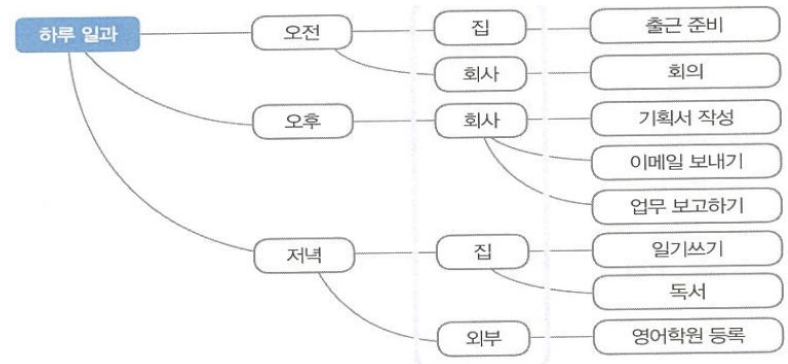 하루 일과
오전
집
출근 준비
회사
회의
오후
회사
기획서 작성
이메일 보내기
업무 보고하기
저녁
집
일기쓰기
독서
외부
영어학원 등록